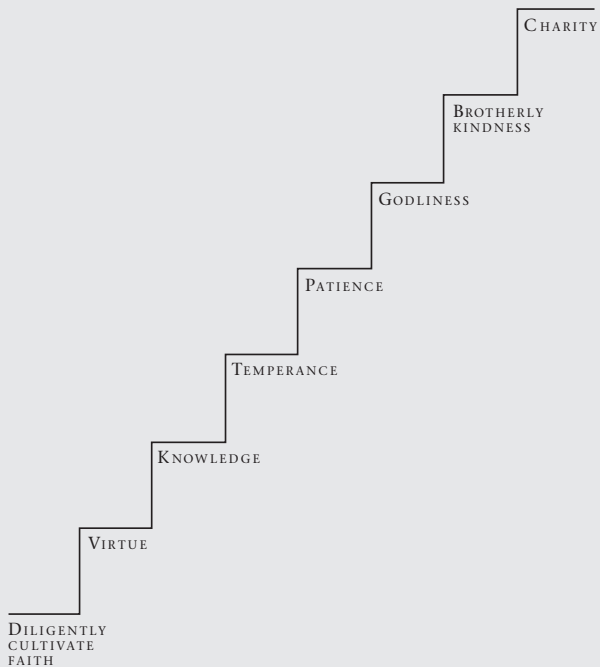 CHARITY
BROTHERLY
KINDNESS
GODLINESS
PATIENCE
TEMPERANCE
KNOWLEDGE
VIRTUE
DILIGENTLY
CULTIVATE
FAITH